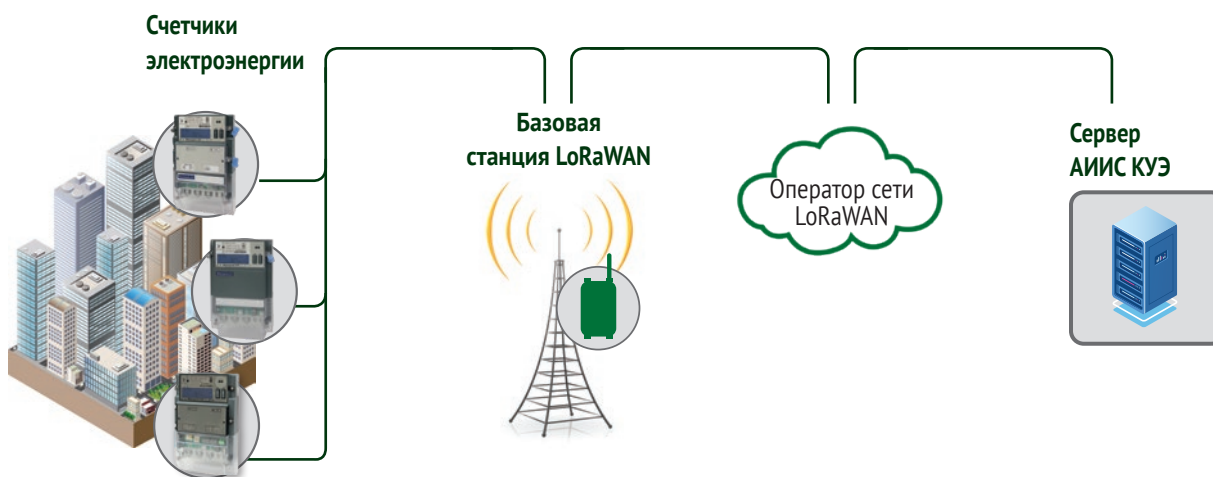 Счетчики
электроэнергии
Базовая
станция LoRaWAN
Оператор сети
LoRaWAN
Сервер
АИИС КУЭ